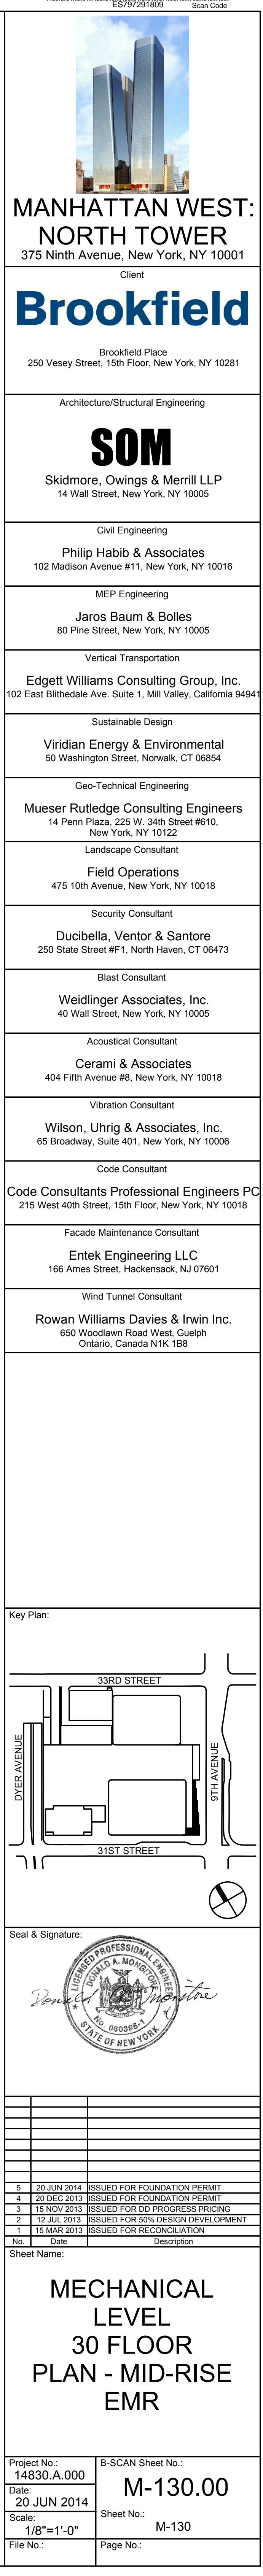 ES797291809
Scan Code
MANHATTAN WEST:
NORTH TOWER
375 Ninth Avenue, New York, NY 10001
Client
Brookfield
Brookfield Place
250 Vesey Street, 15th Floor, New York, NY 10281
Architecture/Structural Engineering
SOM
Skidmore, Owings & Merrill LLP
14 Wall Street, New York, NY 10005
Civil Engineering
Philip Habib & Associates
102 Madison Avenue #11, New York, NY 10016
MEP Engineering
Jaros Baum & Bolles
80 Pine Street, New York, NY 10005
Vertical Transportation
Edgett Williams Consulting Group, Inc.
102 East Blithedale Ave. Suite 1, Mill Valley, California 94941
Sustainable Design
Viridian Energy & Environmental
50 Washington Street, Norwalk, CT 06854
Geo-Technical Engineering
Mueser Rutledge Consulting Engineers
14 Penn Plaza, 225 W. 34th Street #610,
New York, NY 10122
Landscape Consultant
Field Operations
475 10th Avenue, New York, NY 10018
Security Consultant
Ducibella, Ventor & Santore
250 State Street #F1, North Haven, CT 06473
Blast Consultant
Weidlinger Associates, Inc.
40 Wall Street, New York, NY 10005
Acoustical Consultant
Cerami & Associates
404 Fifth Avenue #8, New York, NY 10018
Vibration Consultant
Wilson, Uhrig & Associates, Inc.
65 Broadway, Suite 401, New York, NY 10006
Code Consultant
Code Consultants Professional Engineers PC
215 West 40th Street, 15th Floor, New York, NY 10018
Facade Maintenance Consultant
Entek Engineering LLC
166 Ames Street, Hackensack, NJ 07601
Wind Tunnel Consultant
Rowan Williams Davies & Irwin Inc.
650 Woodlawn Road West, Guelph
Ontario, Canada N1K 1B8
Key Plan:
33RD STREET
DYER AVENUE
9TH AVENUE
31ST STREET
Seal & Signature:
LICENSED PROFESSIONAL ENGINEER
DONALD A. MONGITORE
No. 060395-1
STATE OF NEW YORK
5 20 JUN 2014 ISSUED FOR FOUNDATION PERMIT
4 20 DEC 2013 ISSUED FOR FOUNDATION PERMIT
3 15 NOV 2013 ISSUED FOR DD PROGRESS PRICING
2 12 JUL 2013 ISSUED FOR 50% DESIGN DEVELOPMENT
1 15 MAR 2013 ISSUED FOR RECONCILIATION
No. Date Description
Sheet Name:
MECHANICAL
LEVEL
30 FLOOR
PLAN - MID-RISE
EMR
Project No.:
14830.A.000
Date:
20 JUN 2014
Scale:
1/8"=1'-0"
File No.:
B-SCAN Sheet No.:
M-130.00
Sheet No.:
M-130
Page No.: